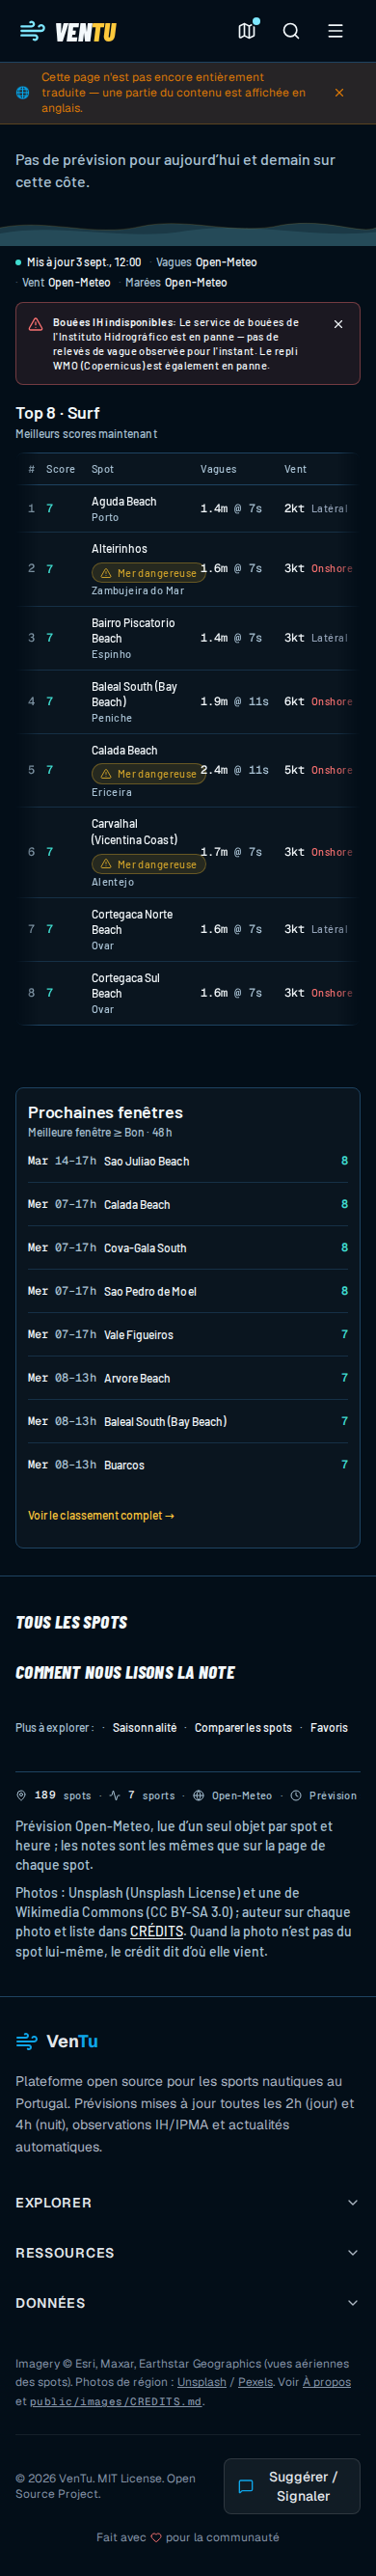 VENTU
Cette page n'est pas encore entièrement
traduite — une partie du contenu est affichée en
anglais.
Pas de prévision pour aujourd’hui et demain sur
cette côte.
Mis à jour 3 sept., 12:00 · Vagues Open-Meteo
· Vent Open-Meteo · Marées Open-Meteo
Bouées IH indisponibles: Le service de bouées de
l'Instituto Hidrográfico est en panne — pas de
relevés de vague observée pour l'instant. Le repli
WMO (Copernicus) est également en panne.
Top 8 · Surf
Meilleurs scores maintenant
# Score Spot Vagues Vent
1 7 Aguda Beach 1.4m @ 7s 2kt Latéral
Porto
2 7 Alteirinhos 1.6m @ 7s 3kt Onshore
Mer dangereuse
Zambujeira do Mar
3 7 Bairro Piscatorio
Beach 1.4m @ 7s 3kt Latéral
Espinho
4 7 Baleal South (Bay
Beach) 1.9m @ 11s 6kt Onshore
Peniche
5 7 Calada Beach 2.4m @ 11s 5kt Onshore
Mer dangereuse
Ericeira
6 7 Carvalhal
(Vicentina Coast) 1.7m @ 7s 3kt Onshore
Mer dangereuse
Alentejo
7 7 Cortegaca Norte
Beach 1.6m @ 7s 3kt Latéral
Ovar
8 7 Cortegaca Sul
Beach 1.6m @ 7s 3kt Onshore
Ovar
Prochaines fenêtres
Meilleure fenêtre ≥ Bon · 48 h
Mar 14–17h Sao Juliao Beach 8
Mer 07–17h Calada Beach 8
Mer 07–17h Cova-Gala South 8
Mer 07–17h Sao Pedro de Moel 8
Mer 07–17h Vale Figueiros 7
Mer 08–13h Arvore Beach 7
Mer 08–13h Baleal South (Bay Beach) 7
Mer 08–13h Buarcos 7
Voir le classement complet →
TOUS LES SPOTS
COMMENT NOUS LISONS LA NOTE
Plus à explorer : · Saisonnalité · Comparer les spots · Favoris
189 spots · 7 sports · Open-Meteo · Prévision
Prévision Open-Meteo, lue d’un seul objet par spot et
heure ; les notes sont les mêmes que sur la page de
chaque spot.
Photos : Unsplash (Unsplash License) et une de
Wikimedia Commons (CC BY-SA 3.0) ; auteur sur chaque
photo et liste dans CRÉDITS. Quand la photo n’est pas du
spot lui-même, le crédit dit d’où elle vient.
VenTu
Plateforme open source pour les sports nautiques au
Portugal. Prévisions mises à jour toutes les 2h (jour) et
4h (nuit), observations IH/IPMA et actualités
automatiques.
EXPLORER
RESSOURCES
DONNÉES
Imagery © Esri, Maxar, Earthstar Geographics (vues aériennes
des spots). Photos de région : Unsplash / Pexels. Voir À propos
et public/images/CREDITS.md.
© 2026 VenTu. MIT License. Open
Source Project.
Suggérer /
Signaler
Fait avec pour la communauté